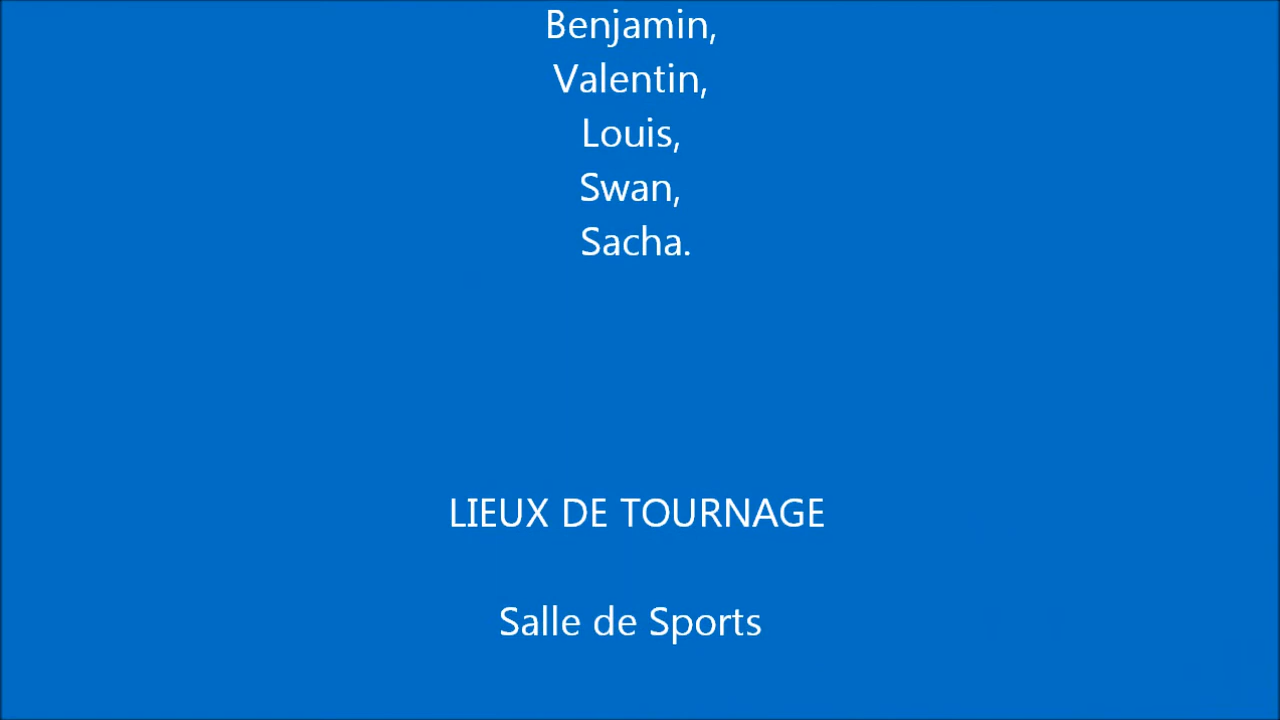 Benjamin,
Valentin,
Louis,
Swan,
Sacha.
LIEUX DE TOURNAGE
Salle de Sports